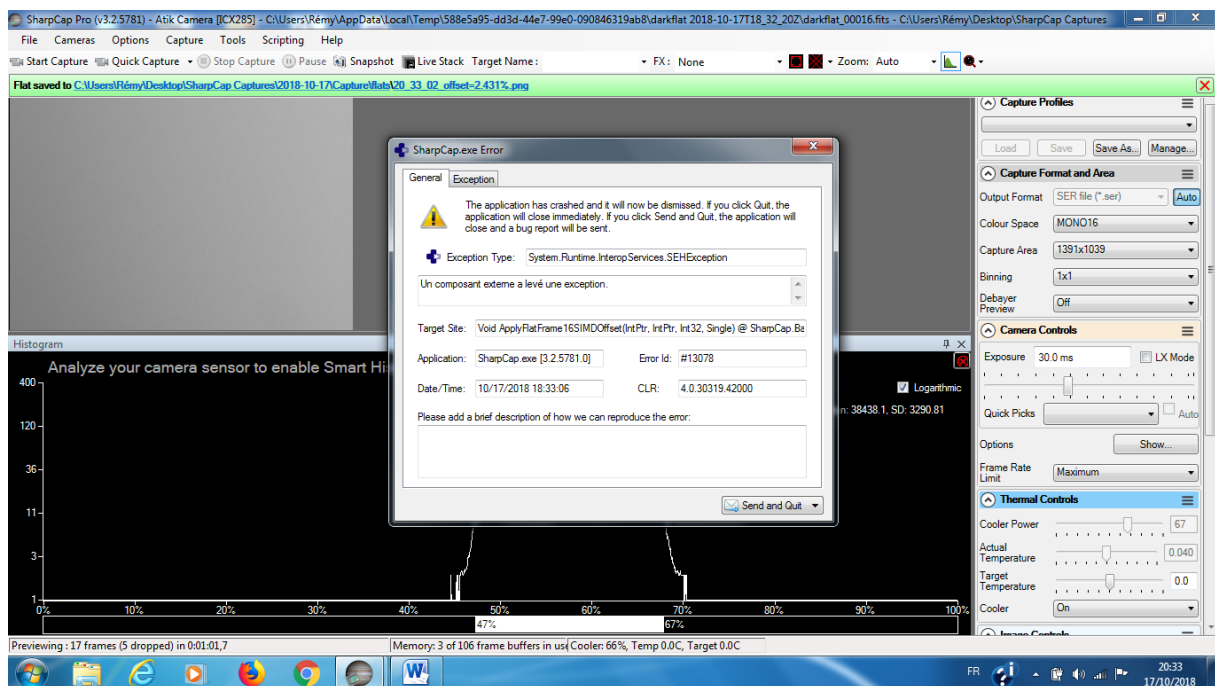 SharpCap Pro (v3.2.5781) - Atik Camera [ICX285] - C:\Users\Rémy\AppData\Local\Temp\588e5a95-dd3d-44e7-99e0-090846319ab8\darkflat 2018-10-17T18_32_20Z\darkflat_00016.fits - C:\Users\Rémy\Desktop\SharpCap Captures
File Cameras Options Capture Tools Scripting Help
Start Capture Quick Capture Stop Capture Pause Snapshot Live Stack Target Name : FX: None Zoom: Auto
Flat saved to C:\Users\Rémy\Desktop\SharpCap Captures\2018-10-17\Capture\flats\20_33_02_offset=2.431%.png
Capture Profiles
Load Save Save As... Manage...
Capture Format and Area
Output Format SER file (*.ser) Auto
Colour Space MONO16
Capture Area 1391x1039
Binning 1x1
Debayer Preview Off
Camera Controls
Exposure 30.0 ms LX Mode
Quick Picks Auto
Options Show...
Frame Rate Limit Maximum
Thermal Controls
Cooler Power 67
Actual Temperature 0.040
Target Temperature 0.0
Cooler On
Image Controls
SharpCap.exe Error
General Exception
The application has crashed and it will now be dismissed. If you click Quit, the
application will close immediately. If you click Send and Quit, the application will
close and a bug report will be sent.
Exception Type: System.Runtime.InteropServices.SEHException
Un composant externe a levé une exception.
Target Site: Void ApplyFlatFrame16SIMDOffset(IntPtr, IntPtr, Int32, Single) @ SharpCap.Ba
Application: SharpCap.exe [3.2.5781.0] Error Id: #13078
Date/Time: 10/17/2018 18:33:06 CLR: 4.0.30319.42000
Please add a brief description of how we can reproduce the error:
Send and Quit
Histogram
Analyze your camera sensor to enable Smart Hi
Logarithmic
n: 38438.1, SD: 3290.81
400
120
36
11
3
1
0% 10% 20% 30% 40% 50% 60% 70% 80% 90% 100%
47% 67%
Previewing : 17 frames (5 dropped) in 0:01:01,7 Memory: 3 of 106 frame buffers in use Cooler: 66%, Temp 0.0C, Target 0.0C
FR 20:33
17/10/2018